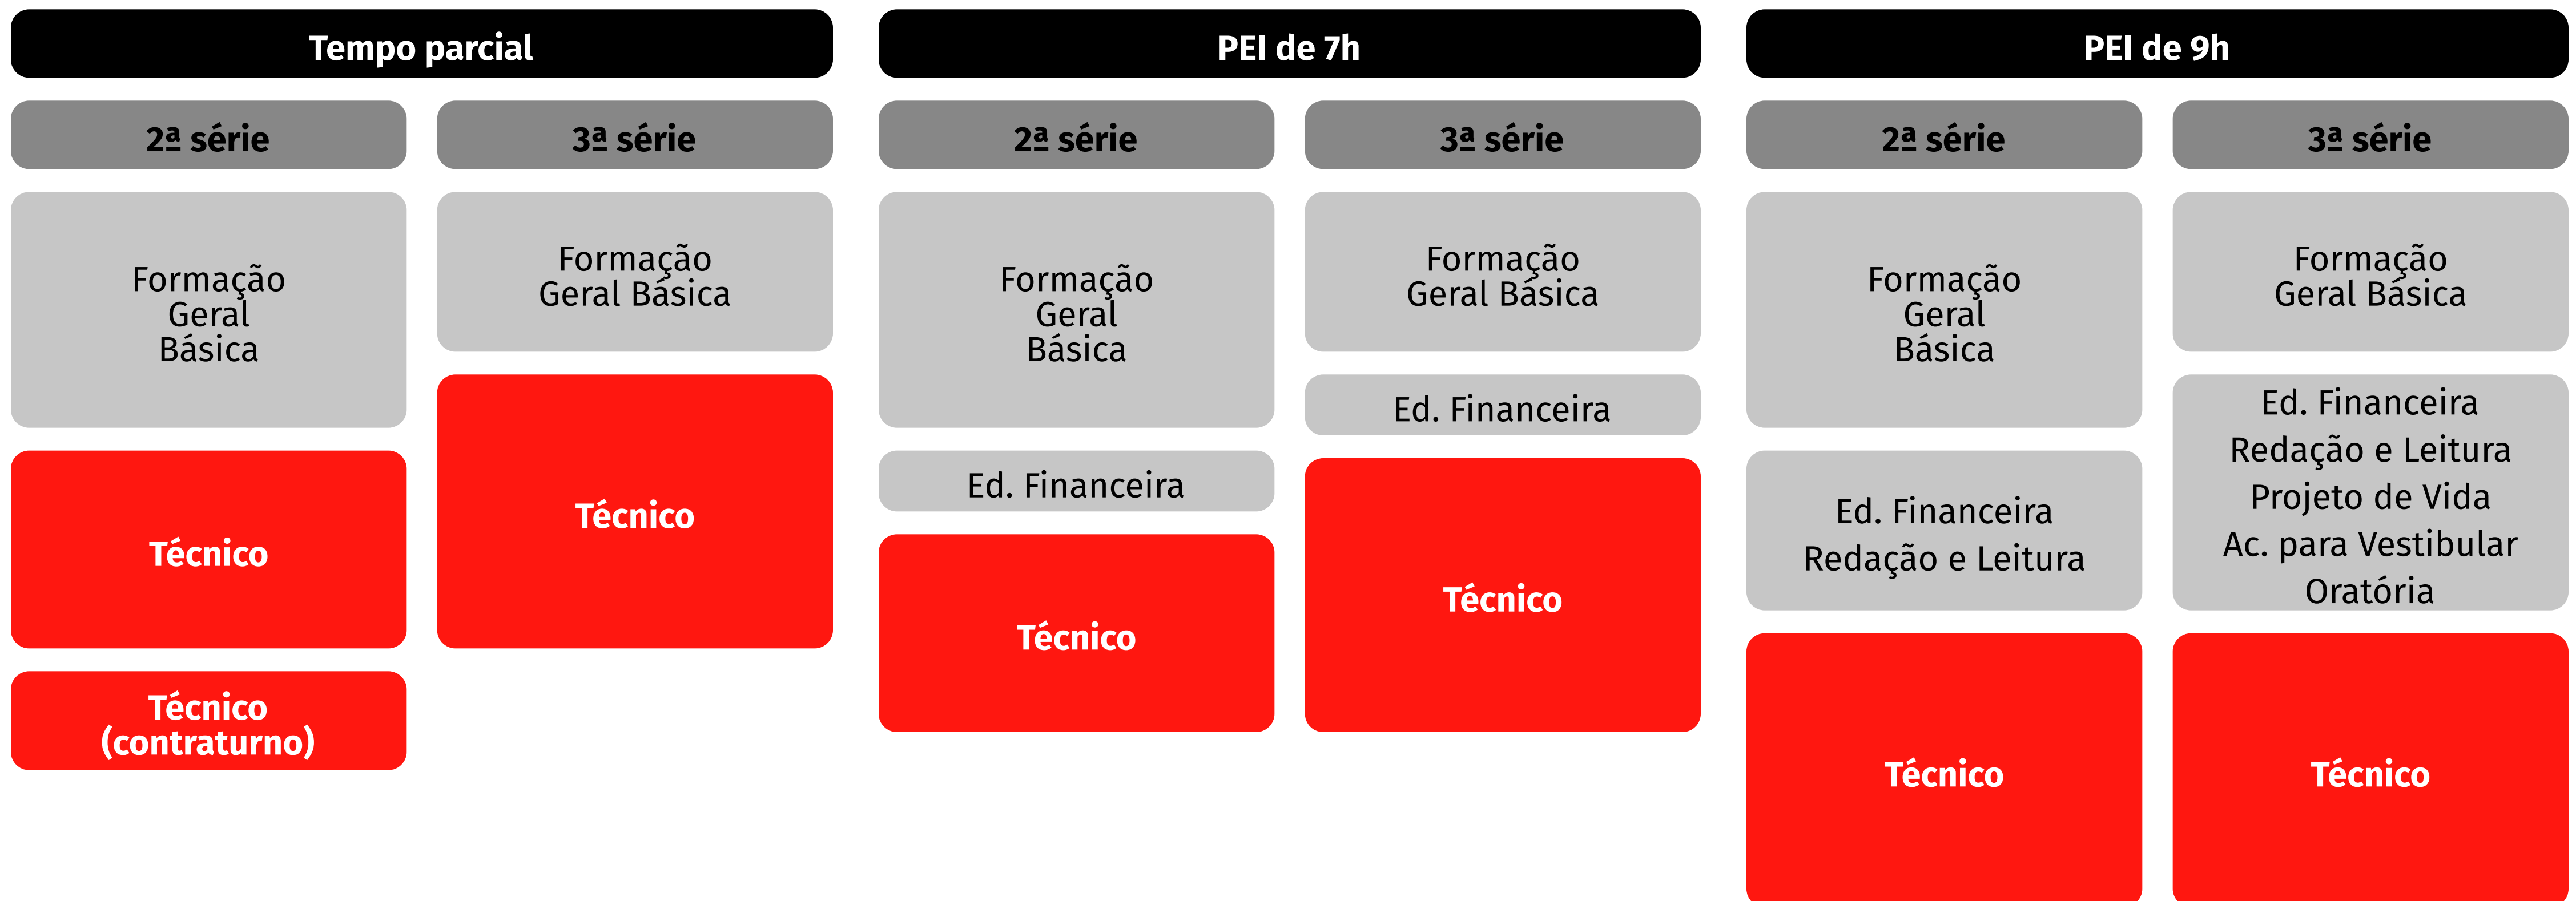 Tempo parcial
2ª série
3ª série
Formação
Geral
Básica
Técnico
Técnico
(contraturno)
Formação
Geral Básica
Técnico
PEI de 7h
2ª série
3ª série
Formação
Geral
Básica
Ed. Financeira
Técnico
Formação
Geral Básica
Ed. Financeira
Técnico
PEI de 9h
2ª série
3ª série
Formação
Geral
Básica
Ed. Financeira
Redação e Leitura
Técnico
Formação
Geral Básica
Ed. Financeira
Redação e Leitura
Projeto de Vida
Ac. para Vestibular
Oratória
Técnico